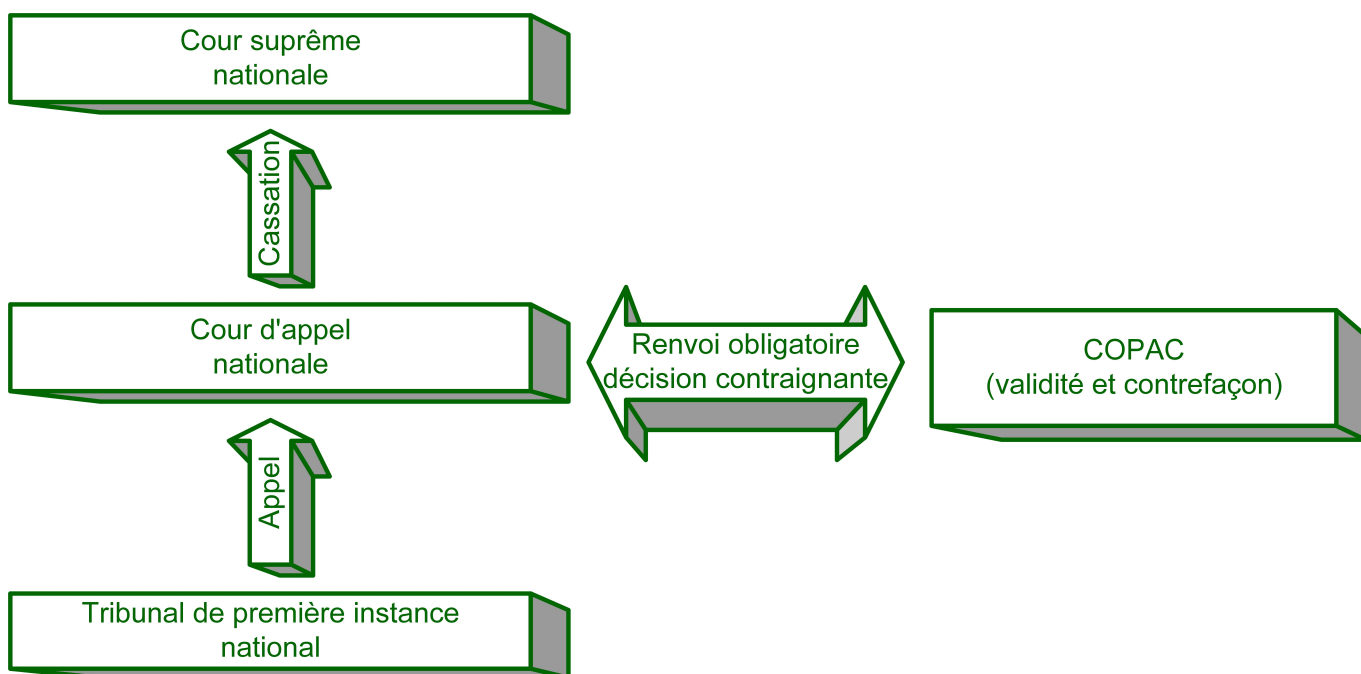 Cour suprême
nationale
Cassation
Cour d'appel
nationale
Renvoi obligatoire
décision contraignante
COPAC
(validité et contrefaçon)
Appel
Tribunal de première instance
national